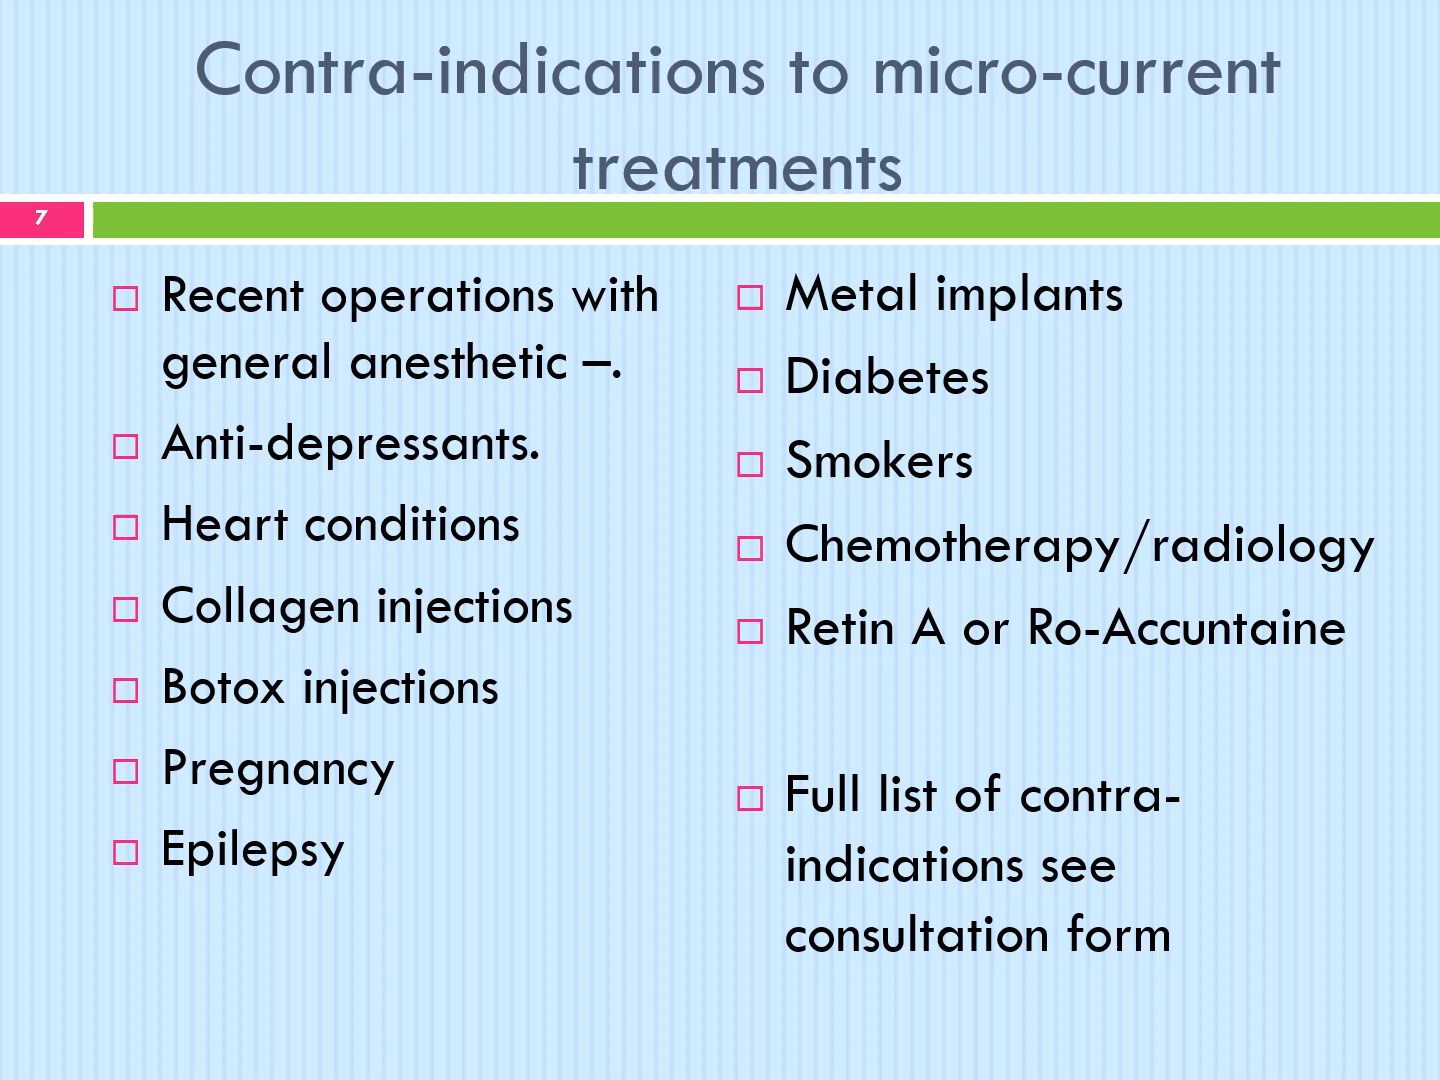 Contra-indications to micro-current
treatments
7
Recent operations with
general anesthetic –.
Anti-depressants.
Heart conditions
Collagen injections
Botox injections
Pregnancy
Epilepsy
Metal implants
Diabetes
Smokers
Chemotherapy/radiology
Retin A or Ro-Accuntaine
Full list of contra-
indications see
consultation form